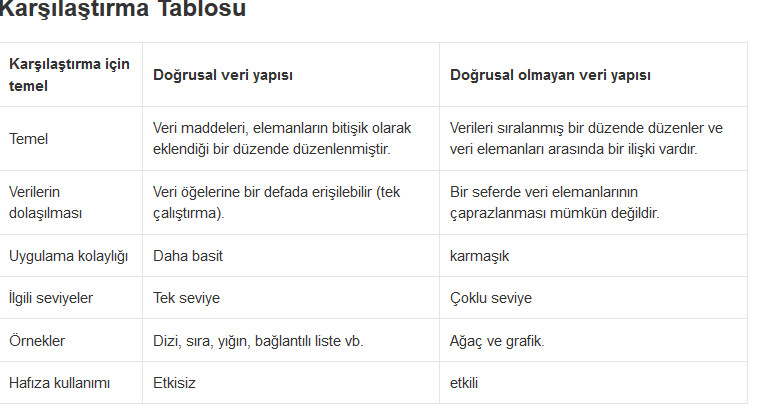 Karşılaştırma Tablosu
Karşılaştırma için
temel
Doğrusal veri yapısı
Doğrusal olmayan veri yapısı
Temel
Veri maddeleri, elemanların bitişik olarak
eklendiği bir düzende düzenlenmiştir.
Verileri sıralanmış bir düzende düzenler ve
veri elemanları arasında bir ilişki vardır.
Verilerin
dolaşılması
Veri öğelerine bir defada erişilebilir (tek
çalıştırma).
Bir seferde veri elemanlarının
çaprazlanması mümkün değildir.
Uygulama kolaylığı
Daha basit
karmaşık
İlgili seviyeler
Tek seviye
Çoklu seviye
Örnekler
Dizi, sıra, yığın, bağlantılı liste vb.
Ağaç ve grafik.
Hafıza kullanımı
Etkisiz
etkili